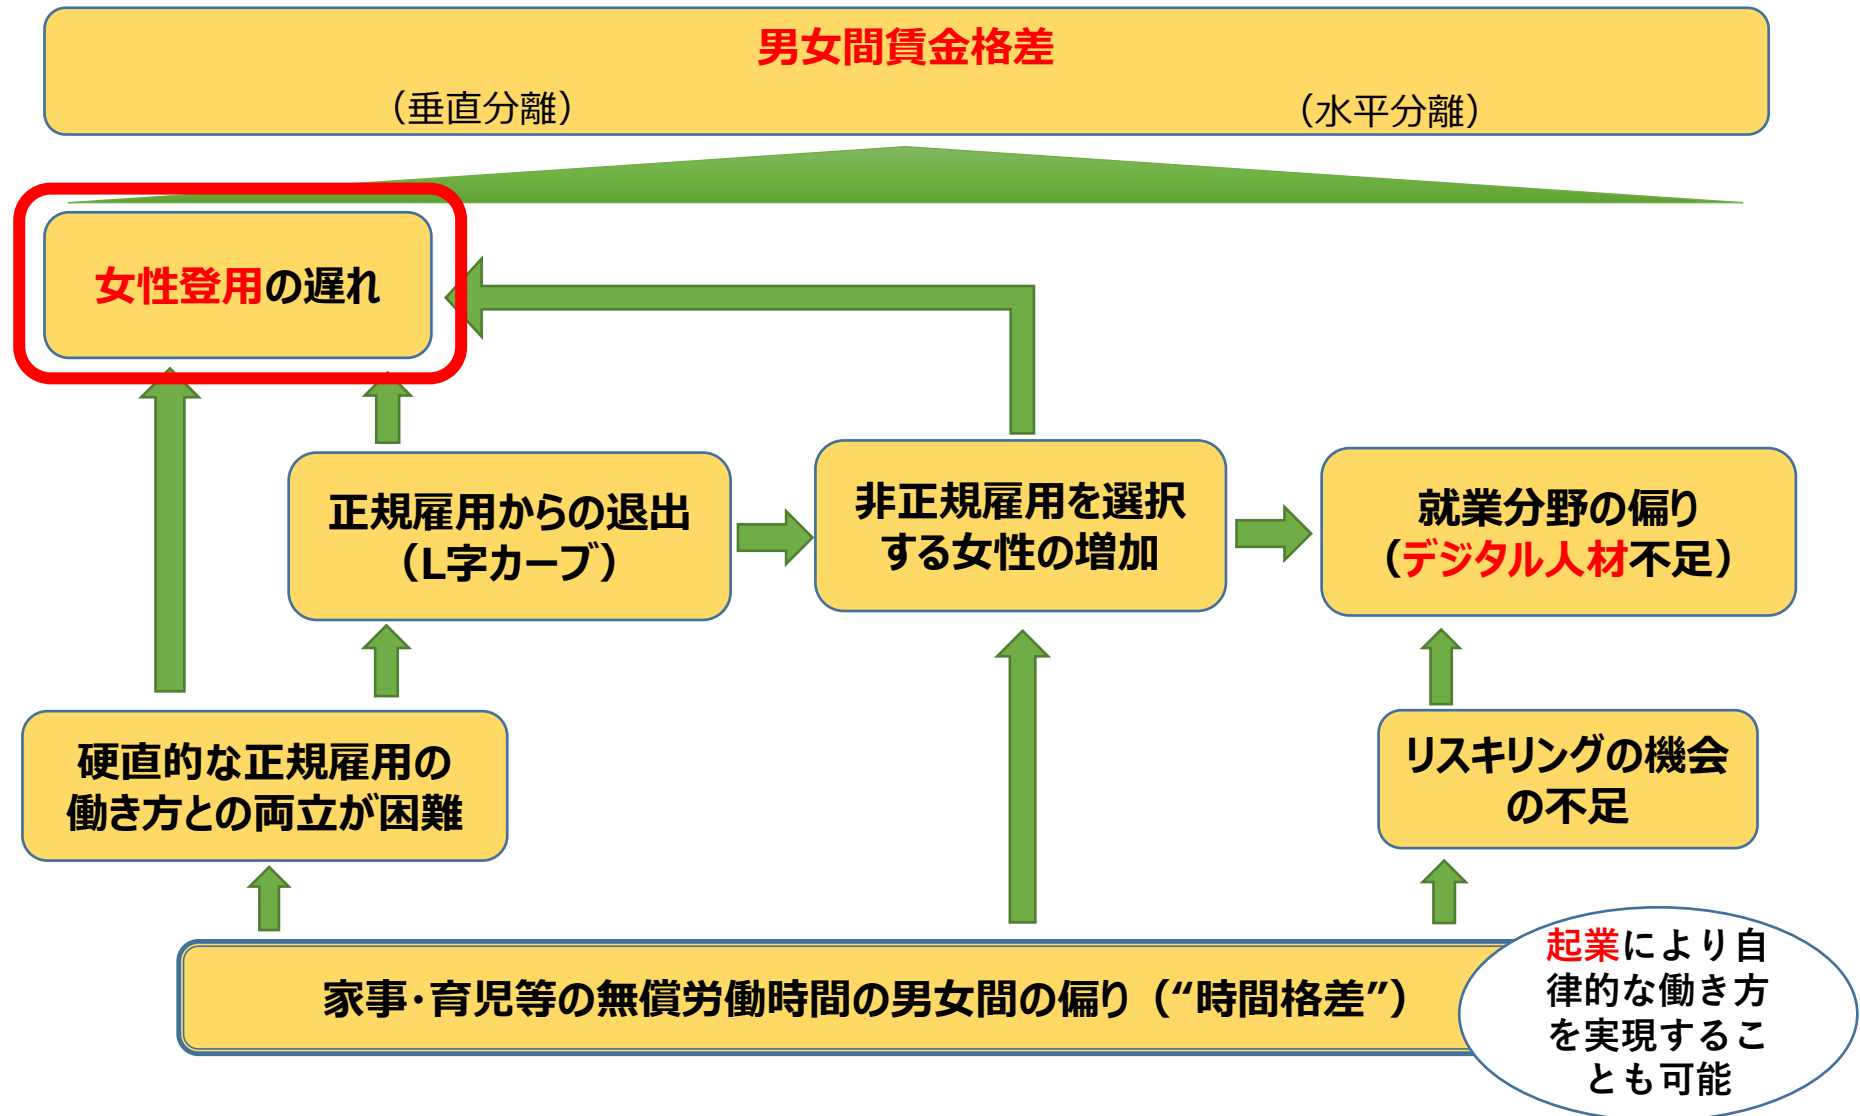 男女間賃金格差
（垂直分離）
（水平分離）
女性登用の遅れ
正規雇用からの退出
（L字カーブ）
非正規雇用を選択
する女性の増加
就業分野の偏り
（デジタル人材不足）
硬直的な正規雇用の
働き方との両立が困難
リスキリングの機会
の不足
家事・育児等の無償労働時間の男女間の偏り（“時間格差”）
起業により自
律的な働き方
を実現するこ
とも可能